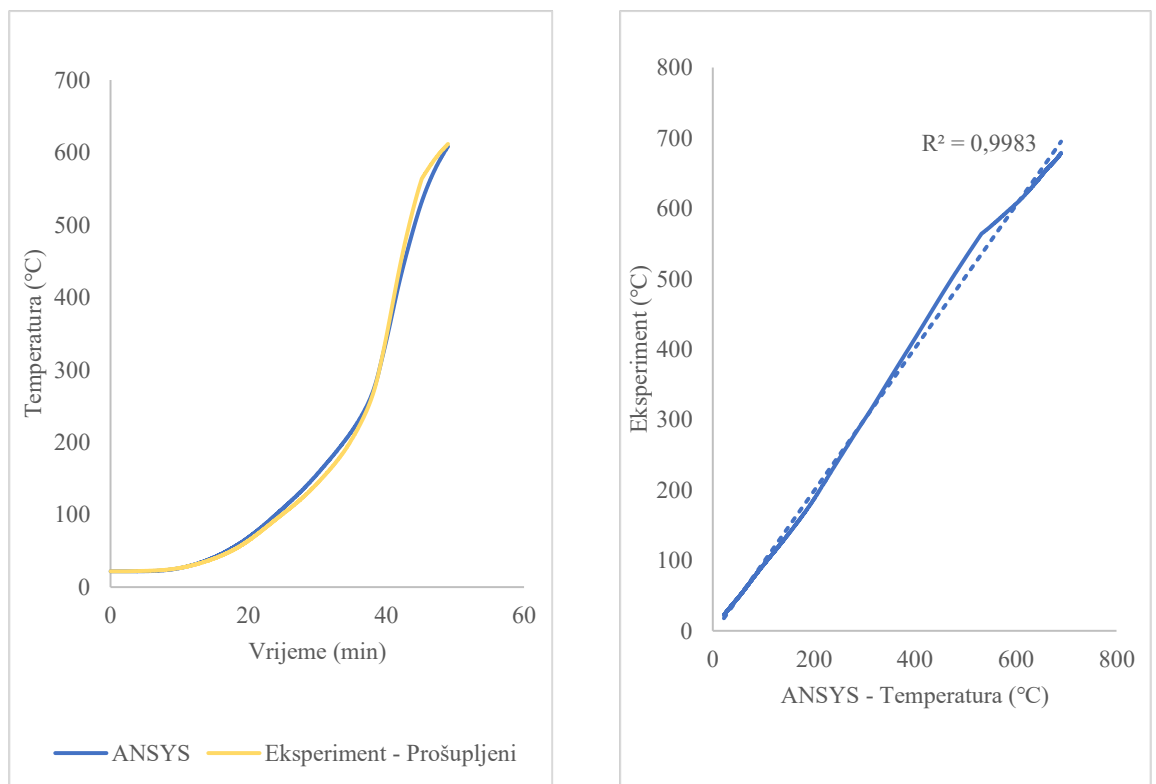 700
600
500
400
300
200
100
0
Temperatura (°C)
0 20 40 60
Vrijeme (min)
ANSYS Eksperiment - Prošupljeni
800
700
600
500
400
300
200
100
0
Eksperiment (°C)
R² = 0,9983
0 200 400 600 800
ANSYS - Temperatura (°C)